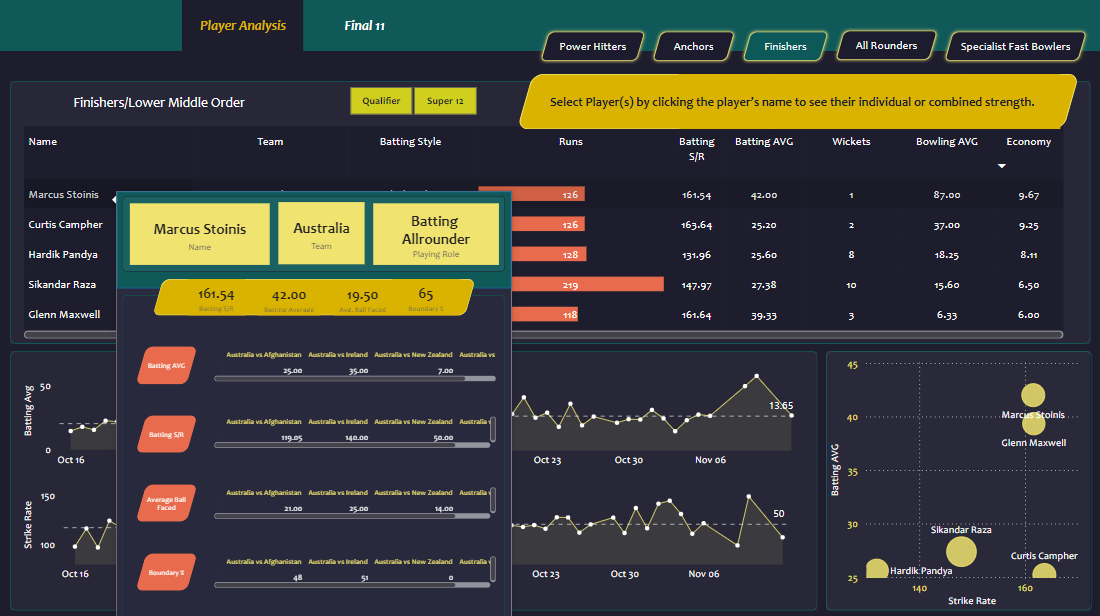 Player Analysis
Final 11
Power Hitters
Anchors
Finishers
All Rounders
Specialist Fast Bowlers
Finishers/Lower Middle Order
Qualifier
Super 12
Select Player(s) by clicking the player's name to see their individual or combined strength.
Name Team Batting Style Runs Batting S/R Batting AVG Wickets Bowling AVG Economy
Marcus Stoinis 126 161.54 42.00 1 87.00 9.67
Curtis Campher 126 163.64 25.20 2 37.00 9.25
Hardik Pandya 128 131.96 25.60 8 18.25 8.11
Sikandar Raza 219 147.97 27.38 10 15.60 6.50
Glenn Maxwell 118 161.64 39.33 3 6.33 6.00
Marcus Stoinis
Name
Australia
Team
Batting
Allrounder
Playing Role
161.54 42.00 19.50 65
Batting S/R Batting Average Avg. Ball Faced Boundary %
Batting AVG
Australia vs Afghanistan Australia vs Ireland Australia vs New Zealand Australia vs
25.00 35.00 7.00
Batting S/R
Australia vs Afghanistan Australia vs Ireland Australia vs New Zealand Australia
119.05 140.00 50.00
Average Ball
Faced
Australia vs Afghanistan Australia vs Ireland Australia vs New Zealand Australia
21.00 25.00 14.00
Boundary %
Australia vs Afghanistan Australia vs Ireland Australia vs New Zealand Australia
48 51 0
Batting Avg
50
0
13.65
Oct 16 Oct 23 Oct 30 Nov 06
Strike Rate
150
100
50
Oct 16 Oct 23 Oct 30 Nov 06
Batting AVG
45
40
35
30
25
Marcus Stoinis
Glenn Maxwell
Sikandar Raza
Curtis Campher
Hardik Pandya
140 160
Strike Rate